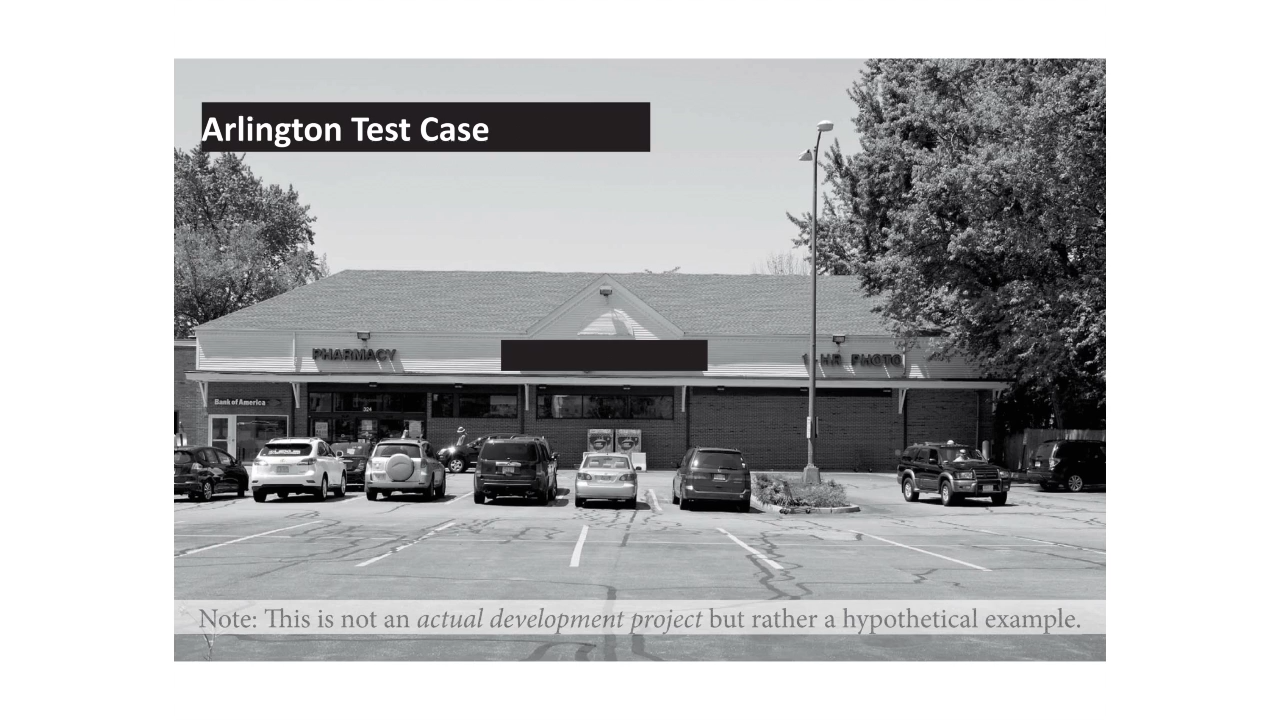 Arlington Test Case
PHARMACY
1-HR PHOTO
Bank of America
324
Note: This is not an actual development project but rather a hypothetical example.